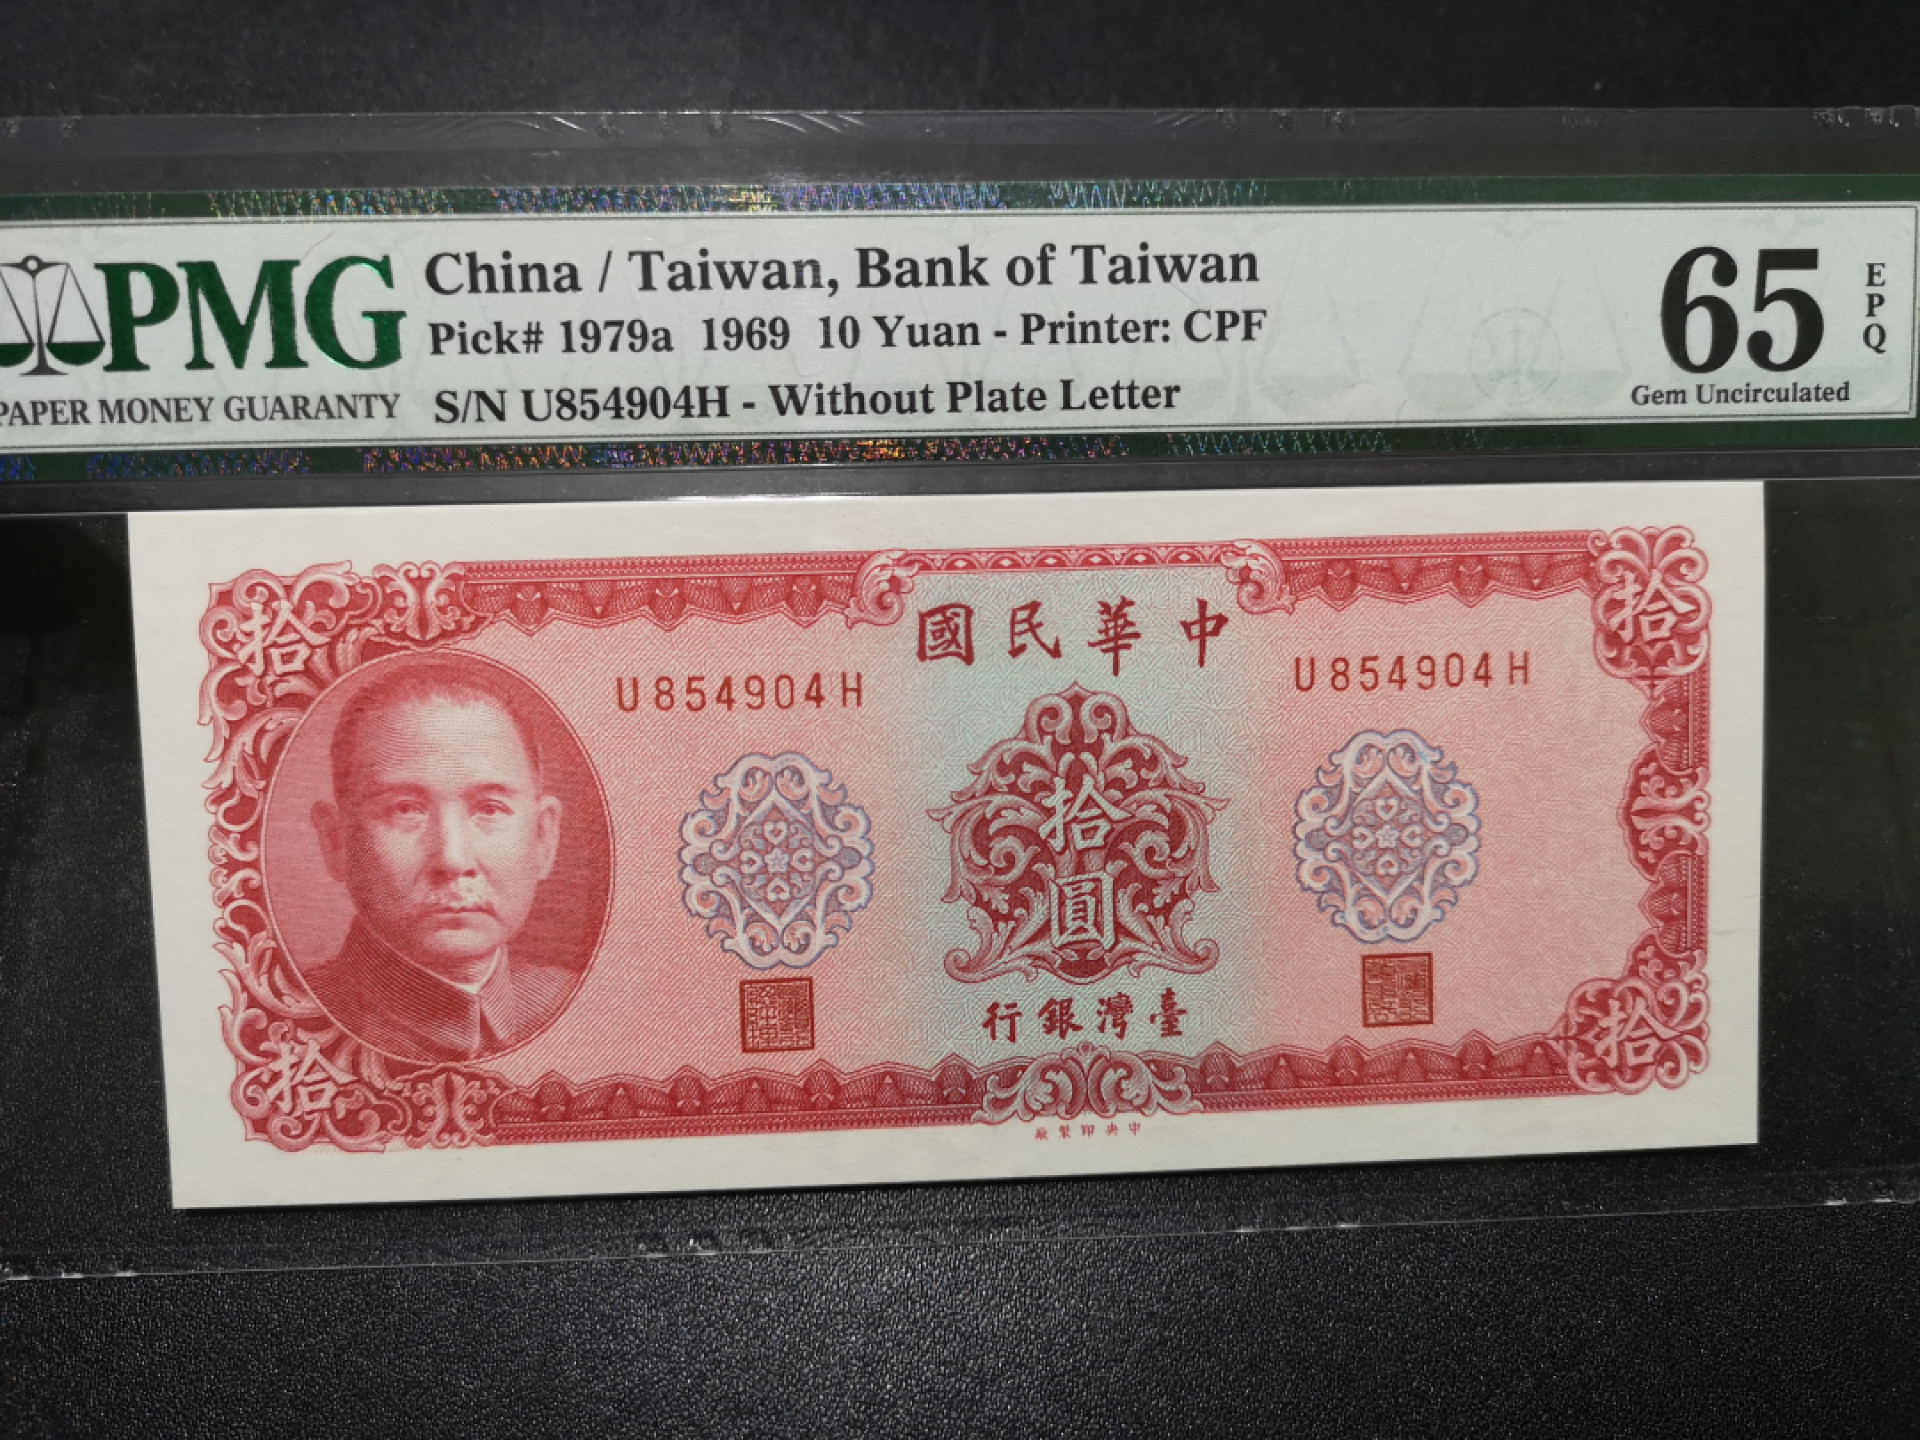 PMG
PAPER MONEY GUARANTY
China / Taiwan, Bank of Taiwan
Pick# 1979a 1969 10 Yuan - Printer: CPF
S/N U854904H - Without Plate Letter
65 EPQ
Gem Uncirculated
拾
國民華中
拾
U854904H
U854904H
拾圓
行銀灣臺
拾
拾
廠製印央中